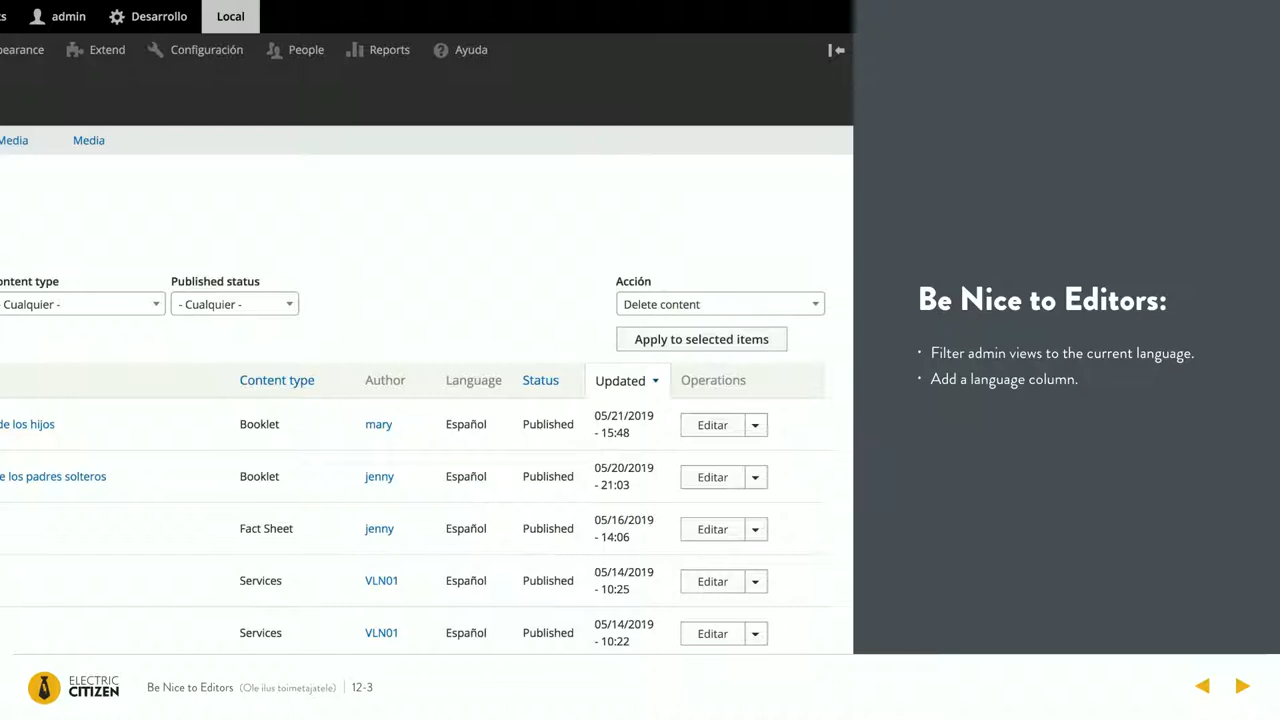 ts admin Desarrollo Local
pearance Extend Configuración People Reports Ayuda
Media Media
ontent type Published status Acción
- Cualquier - - Cualquier - Delete content
Apply to selected items
Content type Author Language Status Updated Operations
de los hijos Booklet mary Español Published 05/21/2019 - 15:48 Editar
e los padres solteros Booklet jenny Español Published 05/20/2019 - 21:03 Editar
Fact Sheet jenny Español Published 05/16/2019 - 14:06 Editar
Services VLN01 Español Published 05/14/2019 - 10:25 Editar
Services VLN01 Español Published 05/14/2019 - 10:22 Editar
Be Nice to Editors:
· Filter admin views to the current language.
· Add a language column.
ELECTRIC
CITIZEN
Be Nice to Editors (Ole ilus toimetajatele) | 12-3